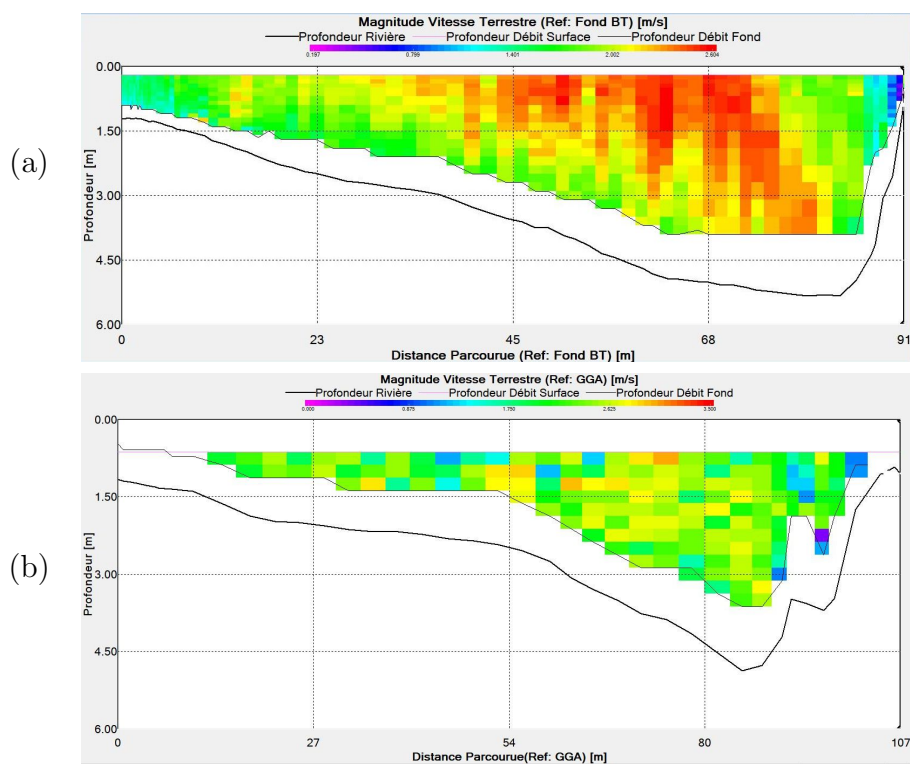 Magnitude Vitesse Terrestre (Ref: Fond BT) [m/s]
Profondeur Rivière Profondeur Débit Surface Profondeur Débit Fond
0.197 0.799 1.401 2.002 2.604
0.00
1.50
3.00
4.50
6.00
Profondeur [m]
(a)
0 23 45 68 91
Distance Parcourue (Ref: Fond BT) [m]
Magnitude Vitesse Terrestre (Ref: GGA) [m/s]
Profondeur Rivière Profondeur Débit Surface Profondeur Débit Fond
0.000 0.875 1.750 2.625 3.500
0.00
1.50
3.00
4.50
6.00
Profondeur [m]
(b)
0 27 54 80 107
Distance Parcourue(Ref: GGA) [m]